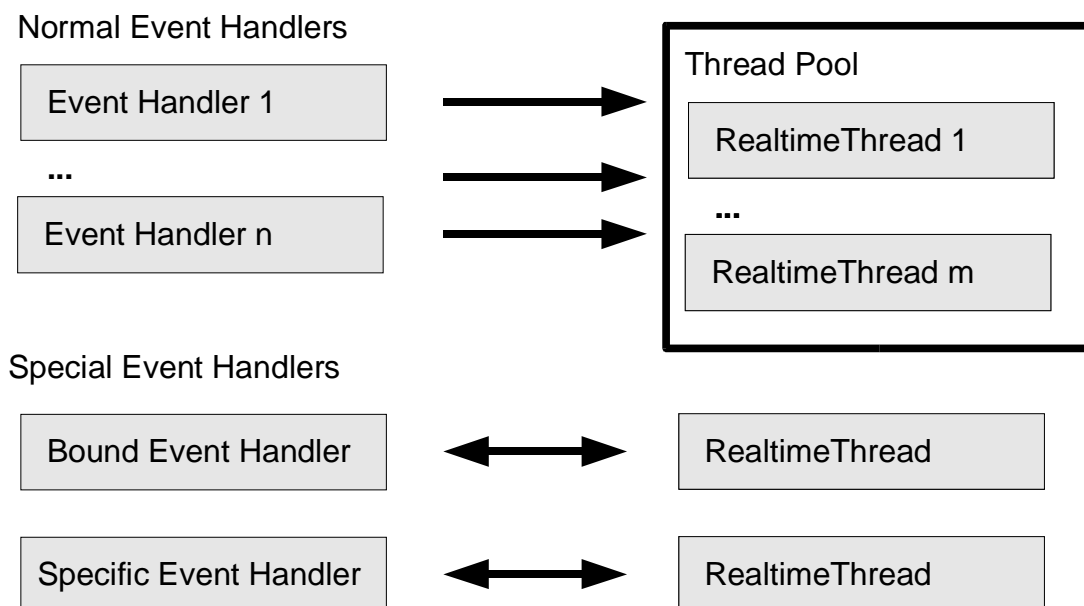 Normal Event Handlers
Event Handler 1
...
Event Handler n
Thread Pool
RealtimeThread 1
...
RealtimeThread m
Special Event Handlers
Bound Event Handler
RealtimeThread
Specific Event Handler
RealtimeThread